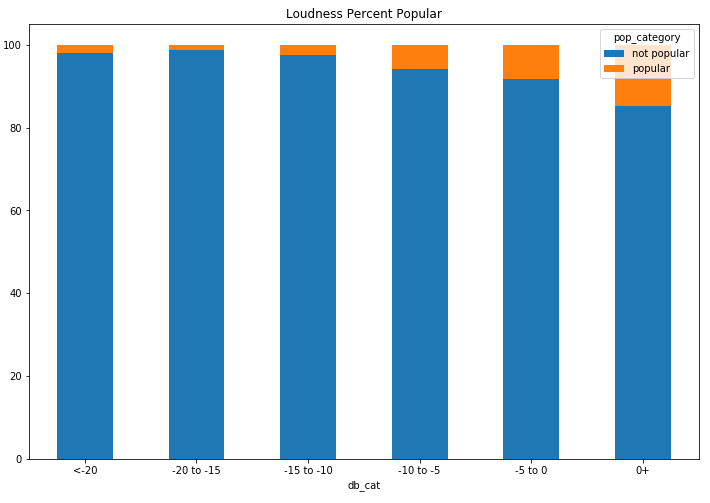 Loudness Percent Popular
pop_category
not popular
popular
100
80
60
40
20
0
<-20
-20 to -15
-15 to -10
-10 to -5
-5 to 0
0+
db_cat